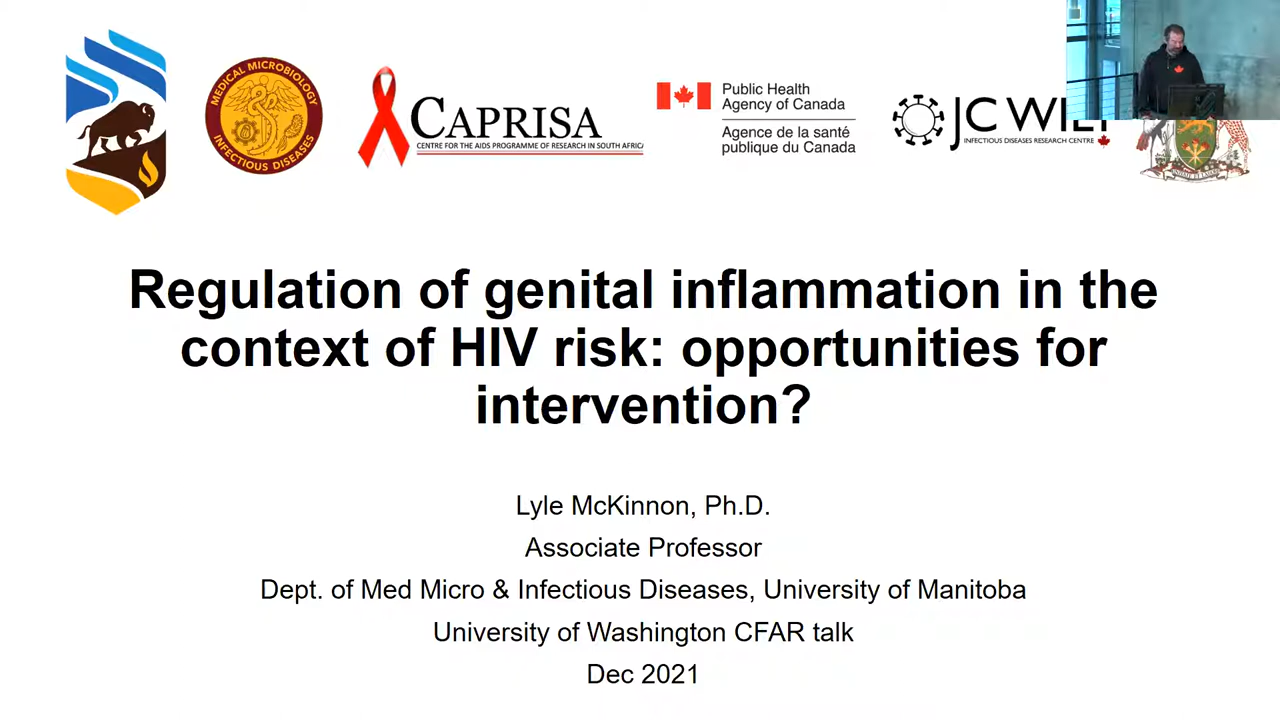 MEDICAL MICROBIOLOGY
INFECTIOUS DISEASES
CAPRISA
CENTRE FOR THE AIDS PROGRAMME OF RESEARCH IN SOUTH AFRICA
Public Health
Agency of Canada
Agence de la santé
publique du Canada
JC WILT
INFECTIOUS DISEASES RESEARCH CENTRE
Regulation of genital inflammation in the
context of HIV risk: opportunities for
intervention?
Lyle McKinnon, Ph.D.
Associate Professor
Dept. of Med Micro & Infectious Diseases, University of Manitoba
University of Washington CFAR talk
Dec 2021